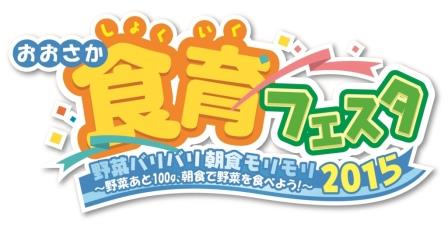 しょくいく
おおさか食育フェスタ
野菜バリバリ朝食モリモリ
2015
～野菜あと100g、朝食で野菜を食べよう!～